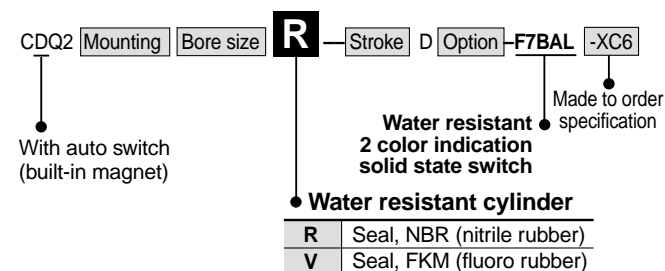 CDQ2 Mounting Bore size R — Stroke D Option –F7BAL -XC6
Made to order
specification
Water resistant
2 color indication
solid state switch
With auto switch
(built-in magnet)
Water resistant cylinder
R Seal, NBR (nitrile rubber)
V Seal, FKM (fluoro rubber)